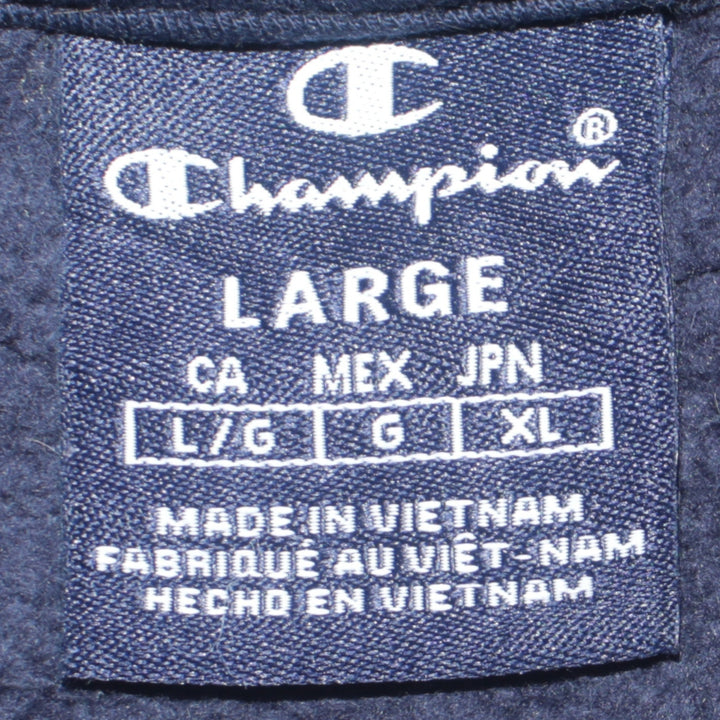 Champion®
LARGE
CA MEX JPN
L/G G XL
MADE IN VIETNAM
FABRIQUÉ AU VIÊT-NAM
HECHO EN VIETNAM